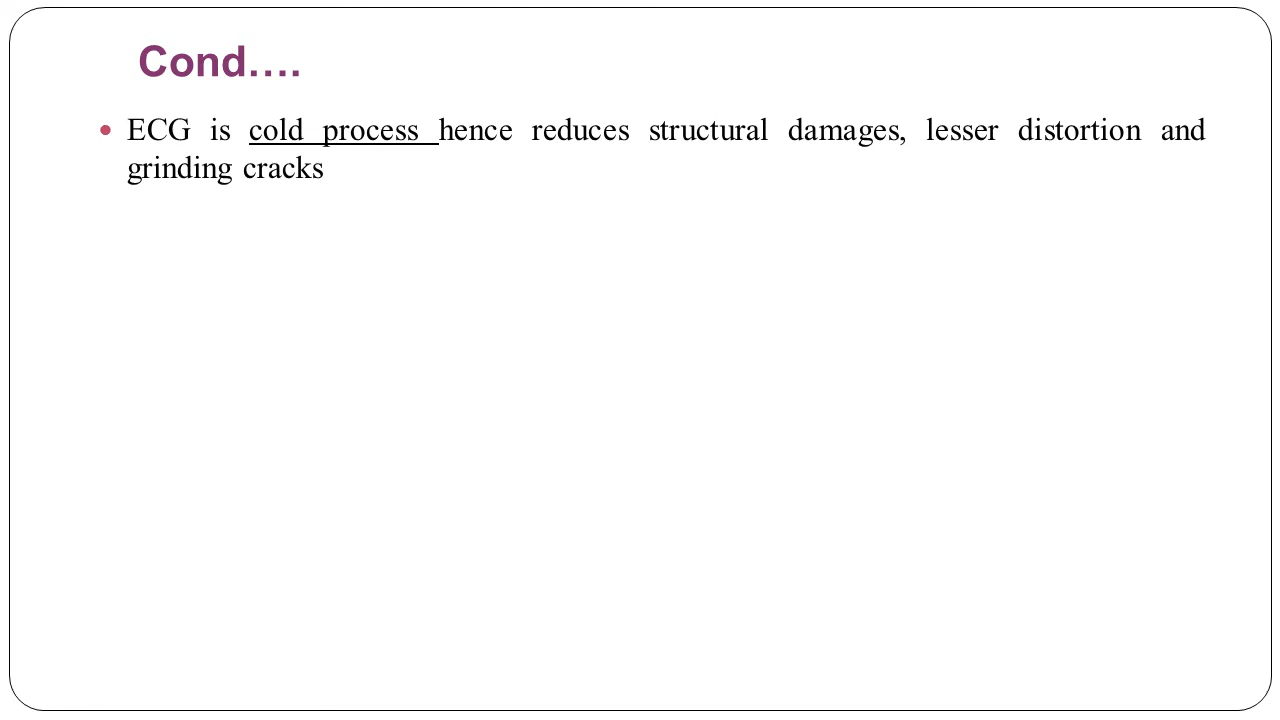 Cond….
• ECG is cold process hence reduces structural damages, lesser distortion and
grinding cracks